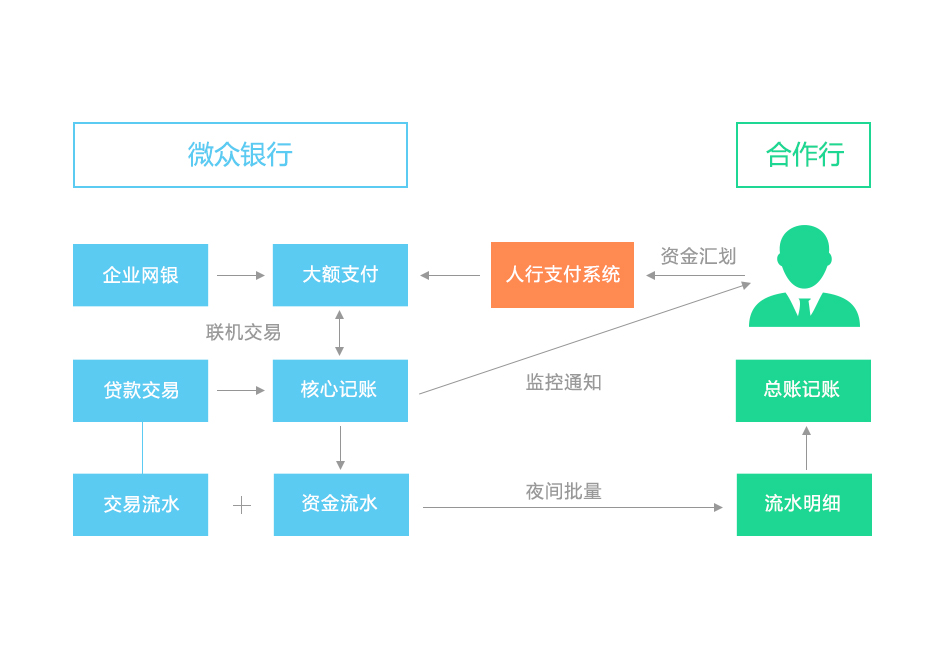 微众银行
合作行
企业网银
大额支付
人行支付系统
资金汇划
联机交易
贷款交易
核心记账
监控通知
总账记账
交易流水
资金流水
夜间批量
流水明细